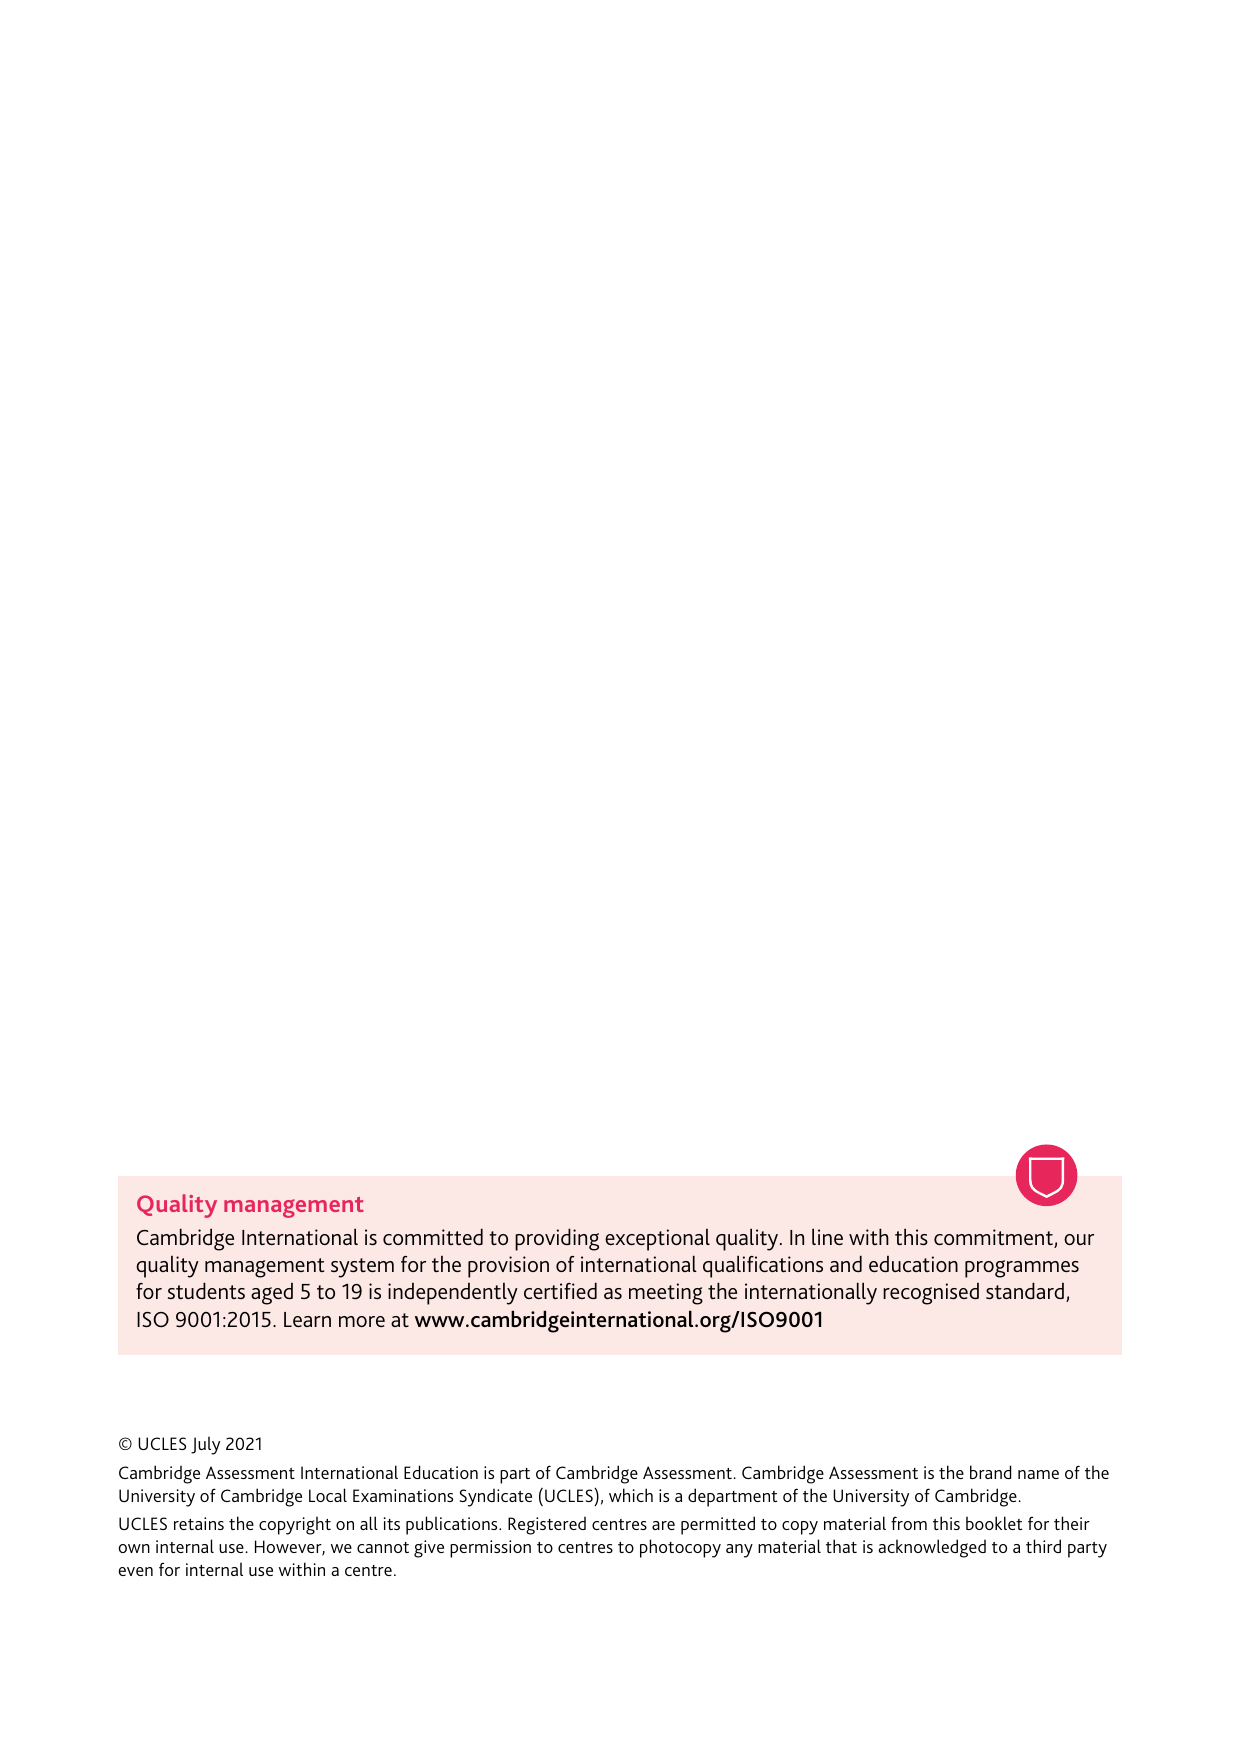 Quality management
Cambridge International is committed to providing exceptional quality. In line with this commitment, our
quality management system for the provision of international qualifications and education programmes
for students aged 5 to 19 is independently certified as meeting the internationally recognised standard,
ISO 9001:2015. Learn more at www.cambridgeinternational.org/ISO9001
© UCLES July 2021
Cambridge Assessment International Education is part of Cambridge Assessment. Cambridge Assessment is the brand name of the
University of Cambridge Local Examinations Syndicate (UCLES), which is a department of the University of Cambridge.
UCLES retains the copyright on all its publications. Registered centres are permitted to copy material from this booklet for their
own internal use. However, we cannot give permission to centres to photocopy any material that is acknowledged to a third party
even for internal use within a centre.